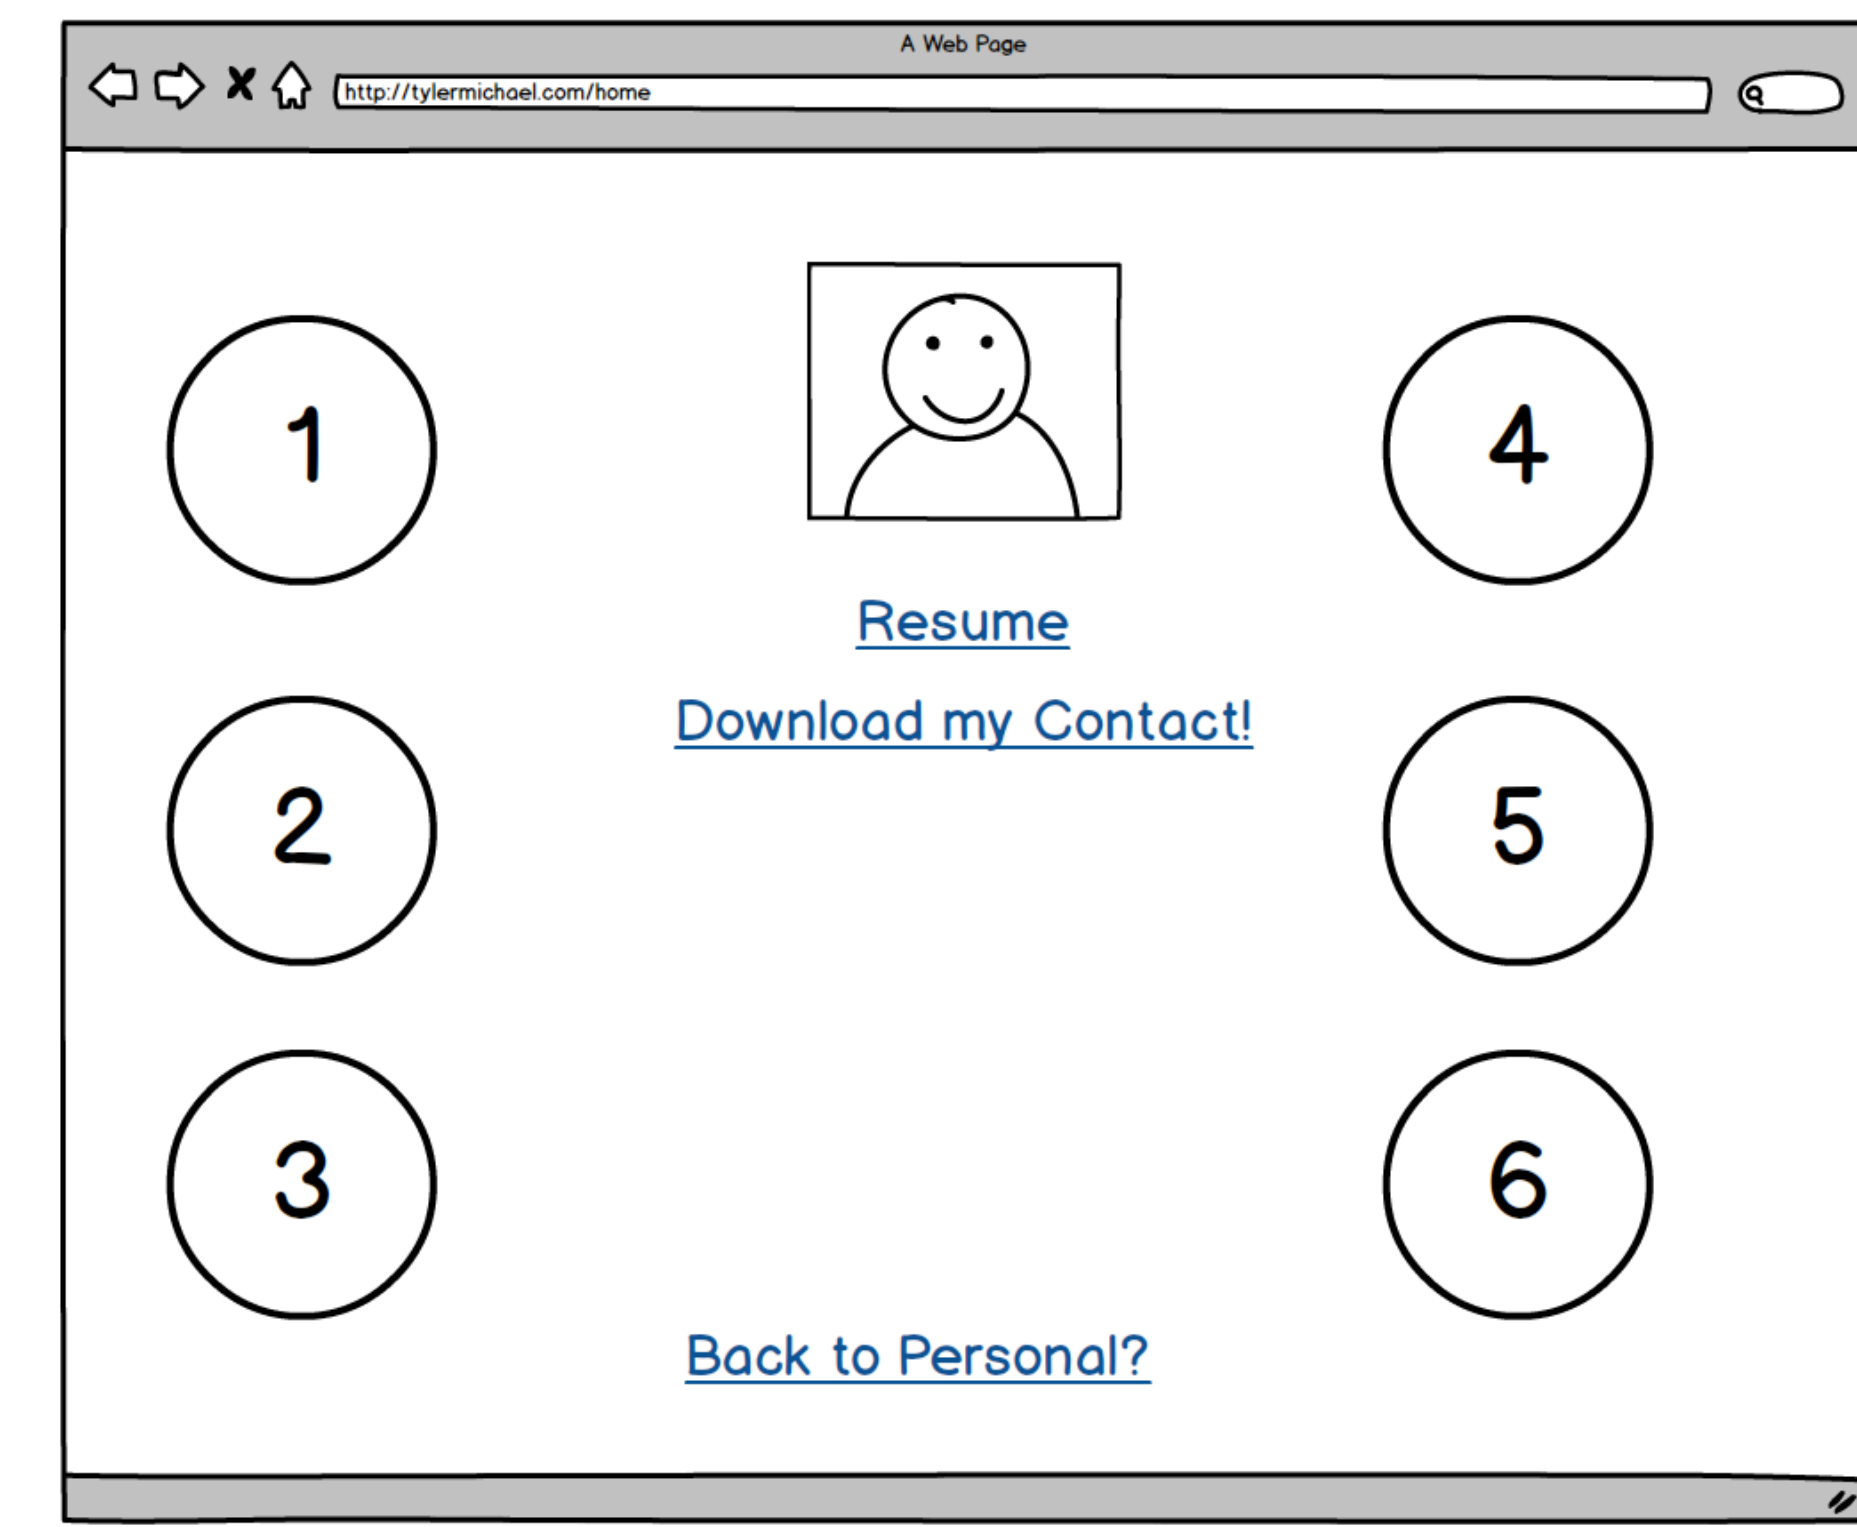 A Web Page
http://tylermichael.com/home
1
4
Resume
Download my Contact!
2
5
3
6
Back to Personal?